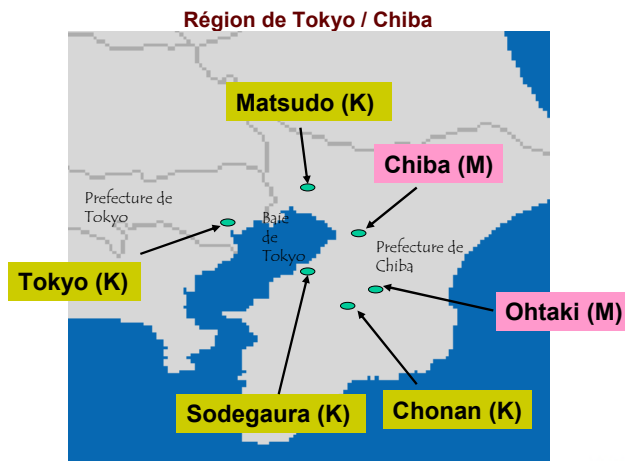 Région de Tokyo / Chiba
Matsudo (K)
Chiba (M)
Prefecture de
Tokyo
Baie
de
Tokyo
Prefecture de
Chiba
Tokyo (K)
Ohtaki (M)
Sodegaura (K)
Chonan (K)